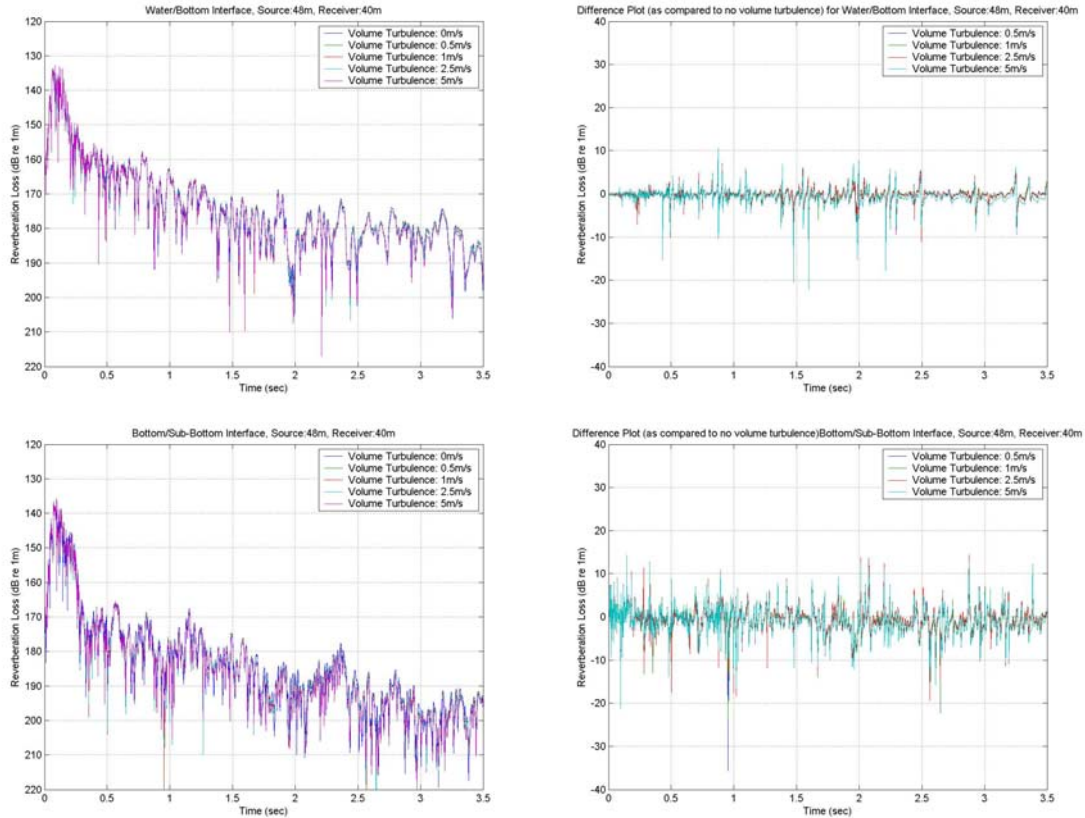 Water/Bottom Interface, Source:48m, Receiver:40m
120
130
140
150
160
170
180
190
200
210
220
Reverberation Loss (dB re 1m)
Volume Turbulence: 0m/s
Volume Turbulence: 0.5m/s
Volume Turbulence: 1m/s
Volume Turbulence: 2.5m/s
Volume Turbulence: 5m/s
0 0.5 1 1.5 2 2.5 3 3.5
Time (sec)
Difference Plot (as compared to no volume turbulence) for Water/Bottom Interface, Source:48m, Receiver:40m
40
30
20
10
0
-10
-20
-30
-40
Reverberation Loss (dB re 1m)
Volume Turbulence: 0.5m/s
Volume Turbulence: 1m/s
Volume Turbulence: 2.5m/s
Volume Turbulence: 5m/s
0 0.5 1 1.5 2 2.5 3 3.5
Time (sec)
Bottom/Sub-Bottom Interface, Source:48m, Receiver:40m
120
130
140
150
160
170
180
190
200
210
220
Reverberation Loss (dB re 1m)
Volume Turbulence: 0m/s
Volume Turbulence: 0.5m/s
Volume Turbulence: 1m/s
Volume Turbulence: 2.5m/s
Volume Turbulence: 5m/s
0 0.5 1 1.5 2 2.5 3 3.5
Time (sec)
Difference Plot (as compared to no volume turbulence)Bottom/Sub-Bottom Interface, Source:48m, Receiver:40m
40
30
20
10
0
-10
-20
-30
-40
Reverberation Loss (dB re 1m)
Volume Turbulence: 0.5m/s
Volume Turbulence: 1m/s
Volume Turbulence: 2.5m/s
Volume Turbulence: 5m/s
0 0.5 1 1.5 2 2.5 3 3.5
Time (sec)